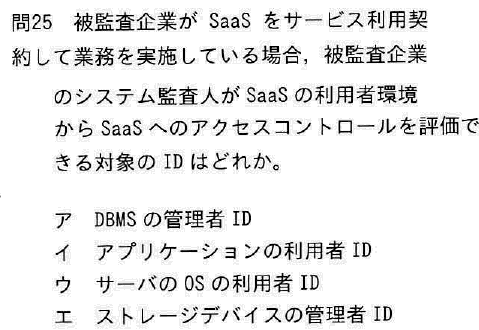 問25 被監査企業が SaaS をサービス利用契
約して業務を実施している場合，被監査企業
のシステム監査人が SaaS の利用者環境
から SaaS へのアクセスコントロールを評価で
きる対象の ID はどれか。
ア DBMS の管理者 ID
イ アプリケーションの利用者 ID
ウ サーバの OS の利用者 ID
エ ストレージデバイスの管理者 ID